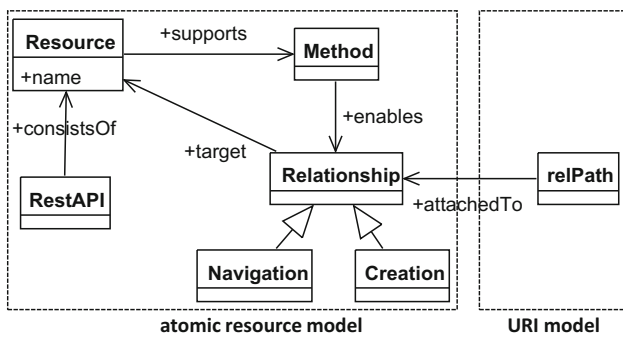 Resource
+supports
Method
+name
+consistsOf
+enables
+target
RestAPI
Relationship
relPath
+attachedTo
Navigation
Creation
atomic resource model
URI model